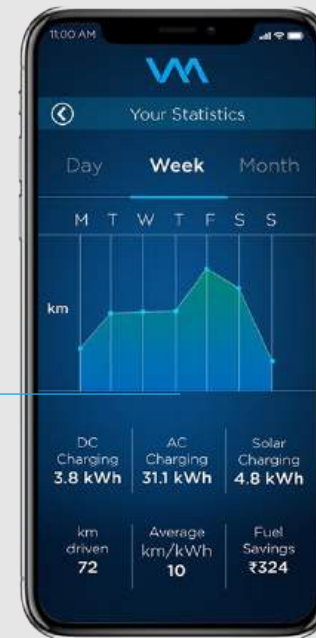 11:00 AM
VM
Your Statistics
Day Week Month
M T W T F S S
km
DC Charging 3.8 kWh
AC Charging 31.1 kWh
Solar Charging 4.8 kWh
km driven 72
Average km/kWh 10
Fuel Savings ₹324